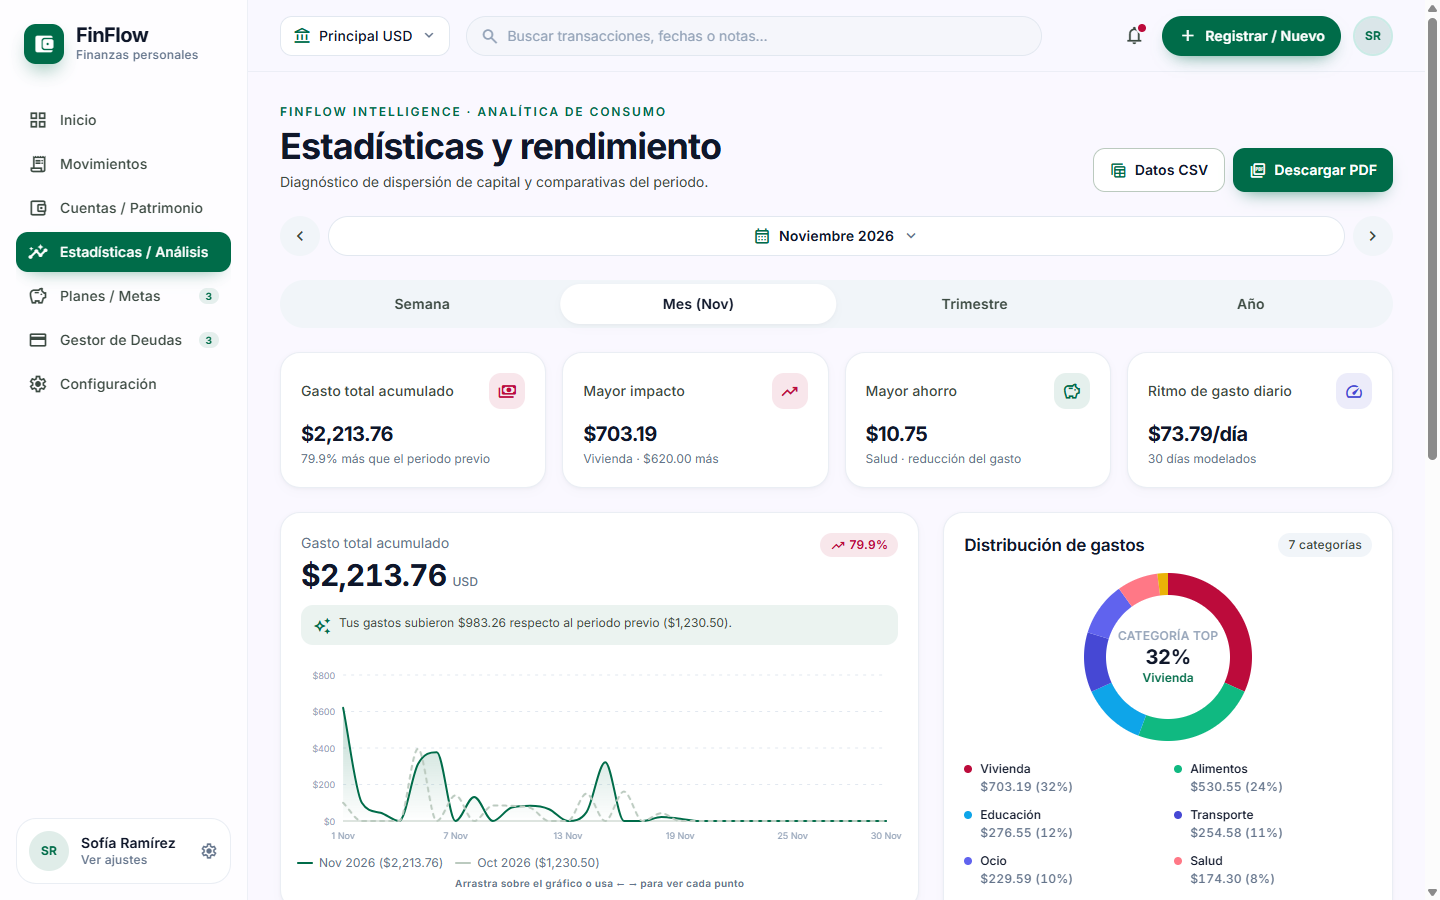 FinFlow
Finanzas personales
Inicio
Movimientos
Cuentas / Patrimonio
Estadísticas / Análisis
Planes / Metas 3
Gestor de Deudas 3
Configuración
SR
Sofía Ramírez
Ver ajustes
Principal USD
Buscar transacciones, fechas o notas...
Registrar / Nuevo
SR
FINFLOW INTELLIGENCE · ANALÍTICA DE CONSUMO
Estadísticas y rendimiento
Diagnóstico de dispersión de capital y comparativas del periodo.
Datos CSV
Descargar PDF
Noviembre 2026
Semana
Mes (Nov)
Trimestre
Año
Gasto total acumulado
$2,213.76
79.9% más que el periodo previo
Mayor impacto
$703.19
Vivienda · $620.00 más
Mayor ahorro
$10.75
Salud · reducción del gasto
Ritmo de gasto diario
$73.79/día
30 días modelados
Gasto total acumulado
79.9%
$2,213.76 USD
Tus gastos subieron $983.26 respecto al periodo previo ($1,230.50).
$800
$600
$400
$200
$0
1 Nov
7 Nov
13 Nov
19 Nov
25 Nov
30 Nov
Nov 2026 ($2,213.76)
Oct 2026 ($1,230.50)
Arrastra sobre el gráfico o usa ← → para ver cada punto
Distribución de gastos
7 categorías
CATEGORÍA TOP
32%
Vivienda
Vivienda
$703.19 (32%)
Alimentos
$530.55 (24%)
Educación
$276.55 (12%)
Transporte
$254.58 (11%)
Ocio
$229.59 (10%)
Salud
$174.30 (8%)